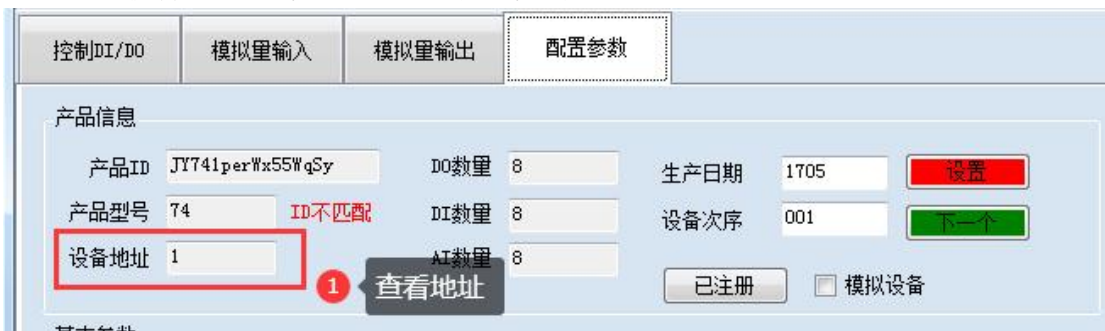 控制DI/DO 模拟量输入 模拟量输出 配置参数
产品信息
产品ID JY741perWx55WqSy DO数量 8 生产日期 1705 设置
产品型号 74 ID不匹配 DI数量 8 设备次序 001 下一个
设备地址 1 AI数量 8
1 查看地址 已注册 模拟设备
基本参数